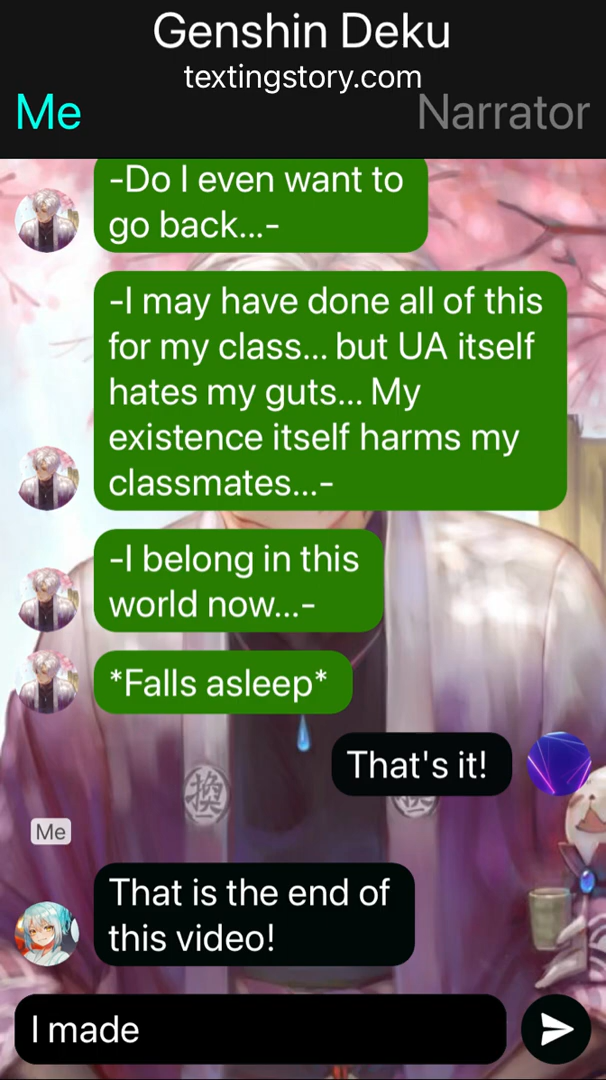 Genshin Deku
textingstory.com
Me
Narrator
-Do I even want to
go back...-
-I may have done all of this
for my class... but UA itself
hates my guts... My
existence itself harms my
classmates...-
-I belong in this
world now...-
*Falls asleep*
That's it!
換
Me
That is the end of
this video!
I made